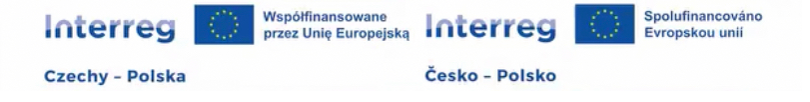 Interreg
Współfinansowane
przez Unię Europejską
Czechy – Polska
Interreg
Spolufinancováno
Evropskou unií
Česko – Polsko